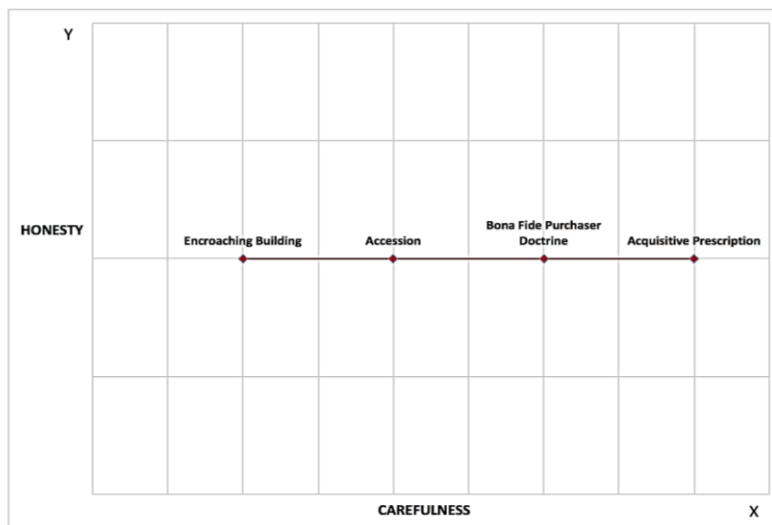 Y
HONESTY
Encroaching Building
Accession
Bona Fide Purchaser
Doctrine
Acquisitive Prescription
CAREFULNESS
X